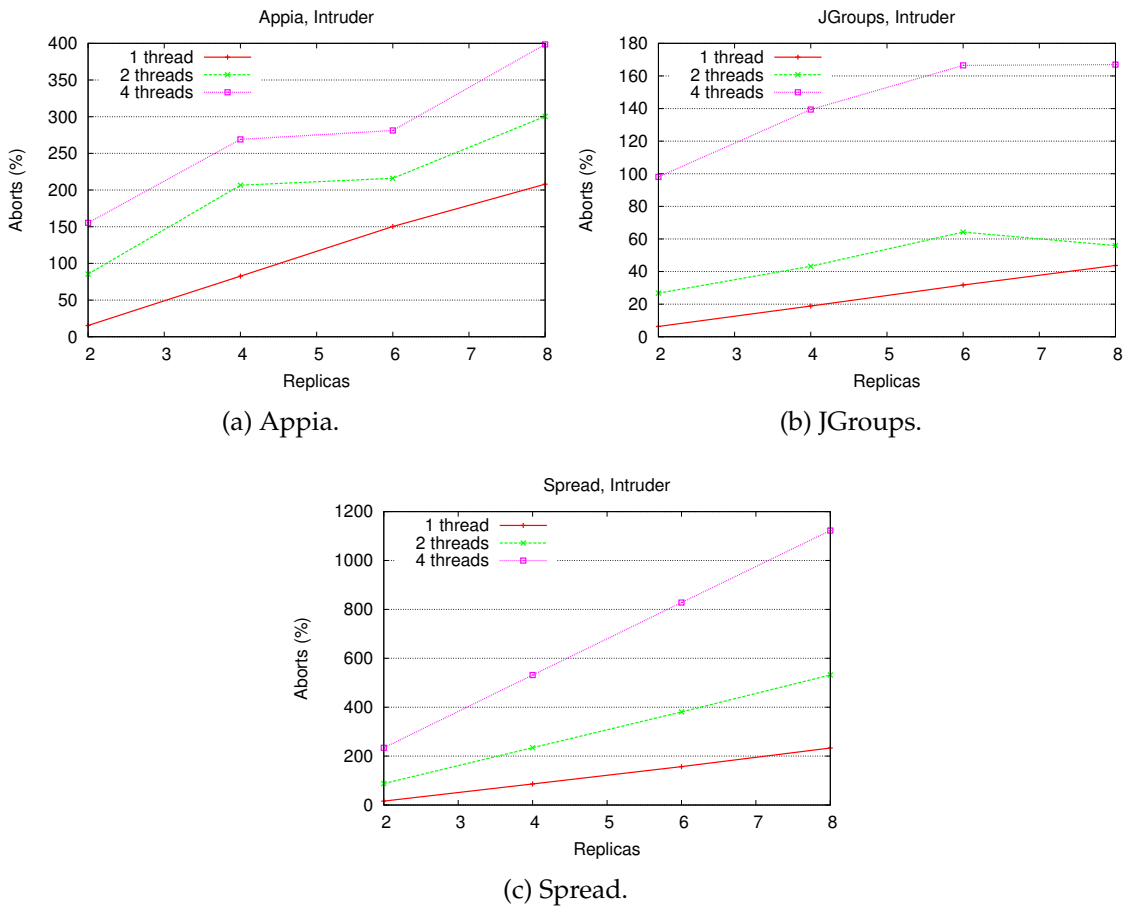 Appia, Intruder
400
350
300
250
200
150
100
50
0
Aborts (%)
1 thread
2 threads
4 threads
2 3 4 5 6 7 8
Replicas
(a) Appia.
JGroups, Intruder
180
160
140
120
100
80
60
40
20
0
Aborts (%)
1 thread
2 threads
4 threads
2 3 4 5 6 7 8
Replicas
(b) JGroups.
Spread, Intruder
1200
1000
800
600
400
200
0
Aborts (%)
1 thread
2 threads
4 threads
2 3 4 5 6 7 8
Replicas
(c) Spread.